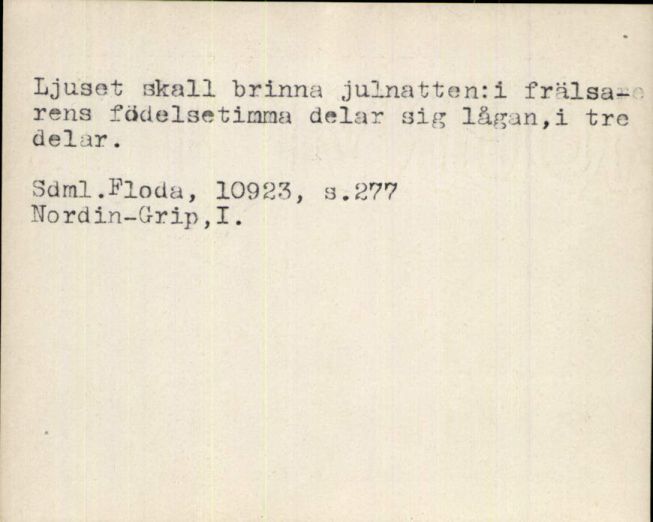 Ljuset skall brinna julnatten:i frälsa-
rens födelsetimma delar sig lågan,i tre
delar.
Sdml.Floda, 10923, s.277
Nordin-Grip,I.